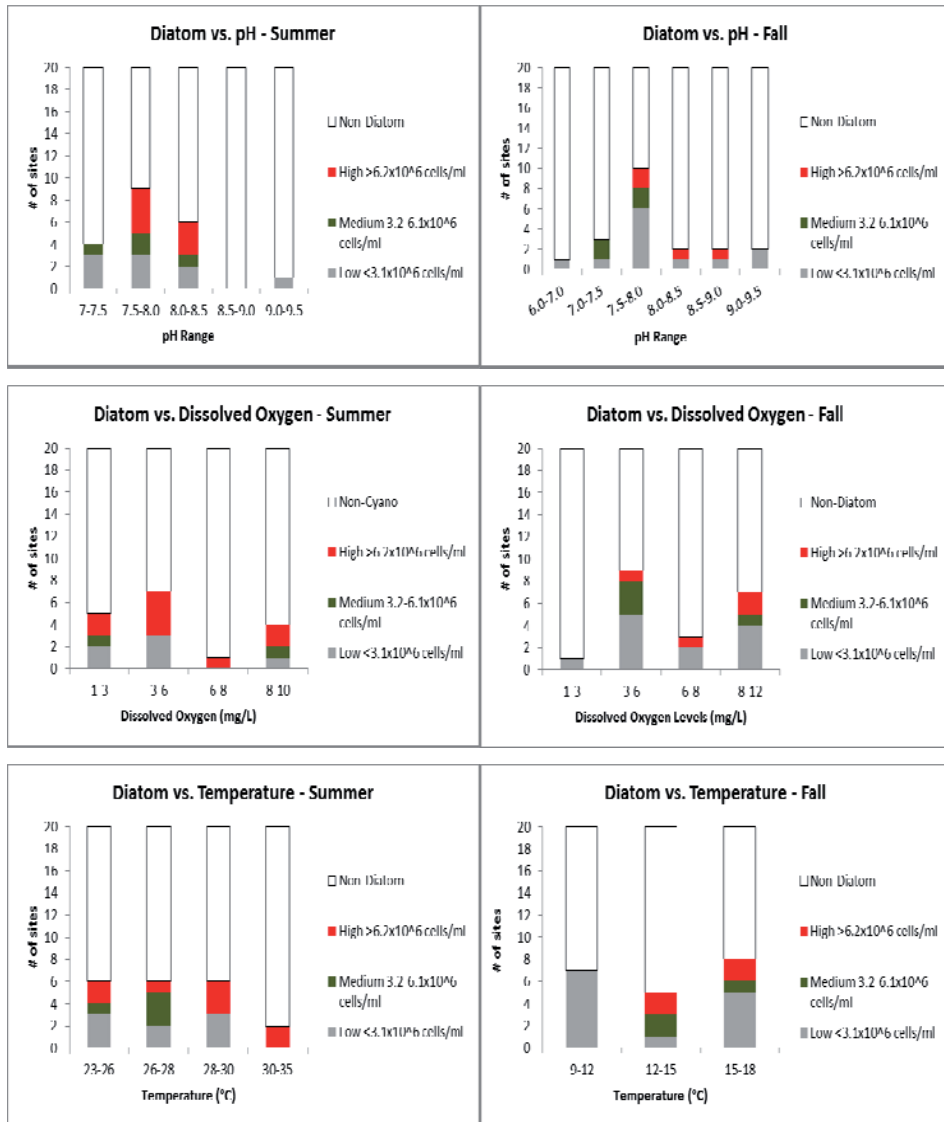 Diatom vs. pH - Summer
# of sites
20
18
16
14
12
10
8
6
4
2
0
7-7.5
7.5-8.0
8.0-8.5
8.5-9.0
9.0-9.5
pH Range
Non Diatom
High >6.2x10^6 cells/ml
Medium 3.2 6.1x10^6
cells/ml
Low <3.1x10^6 cells/ml
Diatom vs. pH - Fall
# of sites
20
18
16
14
12
10
8
6
4
2
0
6.0-7.0
7.0-7.5
7.5-8.0
8.0-8.5
8.5-9.0
9.0-9.5
pH Range
Non Diatom
High >6.2x10^6 cells/ml
Medium 3.2 6.1x10^6
cells/ml
Low <3.1x10^6 cells/ml
Diatom vs. Dissolved Oxygen - Summer
# of sites
20
18
16
14
12
10
8
6
4
2
0
1 3
3 6
6 8
8 10
Dissolved Oxygen (mg/L)
Non-Cyano
High >6.2x10^6 cells/ml
Medium 3.2-6.1x10^6
cells/ml
Low <3.1x10^6 cells/ml
Diatom vs. Dissolved Oxygen - Fall
# of sites
20
18
16
14
12
10
8
6
4
2
0
1 3
3 6
6 8
8 12
Dissolved Oxygen Levels (mg/L)
Non-Diatom
High >6.2x10^6 cells/ml
Medium 3.2-6.1x10^6
cells/ml
Low <3.1x10^6 cells/ml
Diatom vs. Temperature - Summer
# of sites
20
18
16
14
12
10
8
6
4
2
0
23-26
26-28
28-30
30-35
Temperature (°C)
Non Diatom
High >6.2x10^6 cells/ml
Medium 3.2 6.1x10^6
cells/ml
Low <3.1x10^6 cells/ml
Diatom vs. Temperature - Fall
# of sites
20
18
16
14
12
10
8
6
4
2
0
9-12
12-15
15-18
Temperature (°C)
Non Diatom
High >6.2x10^6 cells/ml
Medium 3.2 6.1x10^6
cells/ml
Low <3.1x10^6 cells/ml